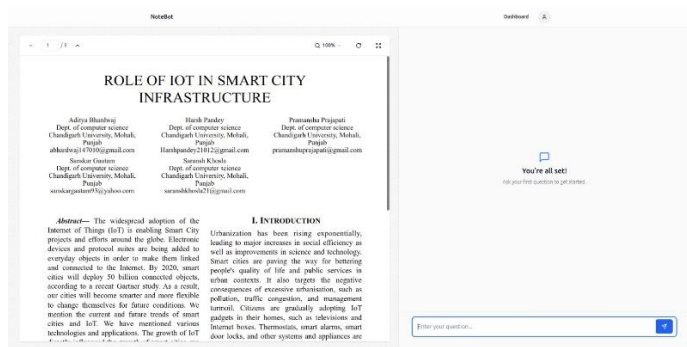 NoteBot
Dashboard
1 / 8
100%
ROLE OF IOT IN SMART CITY
INFRASTRUCTURE
Aditya Bhardwaj
Dept. of computer science
Chandigarh University, Mohali,
Punjab
Harsh Pandey
Dept. of computer science
Chandigarh University, Mohali,
Punjab
Harshpandey21012@gmail.com
Pramanshu Prajapati
Dept. of computer science
Chandigarh University, Mohali,
Punjab
pramanshuprajapati@gmail.com
Sanskar Gautam
Dept. of computer science
Chandigarh University, Mohali,
Punjab
sanskargautam93@yahoo.com
Saransh Khosla
Dept. of computer science
Chandigarh University, Mohali,
Punjab
saranshkhosla21@gmail.com
Abstract— The widespread adoption of the
Internet of Things (IoT) is enabling Smart City
projects and efforts around the globe. Electronic
devices and protocol suites are being added to
everyday objects in order to make them linked
and connected to the Internet. By 2020, smart
cities will deploy 50 billion connected objects,
according to a recent Gartner study. As a result,
our cities will become smarter and more flexible
to change themselves for future conditions. We
mention the current and future trends of smart
cities and IoT. We have mentioned various
technologies and applications. The growth of IoT
I. INTRODUCTION
Urbanization has been rising exponentially,
leading to major increases in social efficiency as
well as improvements in science and technology.
Smart cities are paving the way for bettering
people's quality of life and public services in
urban contexts. It also targets the negative
consequences of excessive urbanisation, such as
pollution, traffic congestion, and management
turmoil. Citizens are gradually adopting IoT
gadgets in their homes, such as televisions and
Internet boxes. Thermostats, smart alarms, smart
door locks, and other systems and appliances are
You're all set!
Ask your first question to get started.
Enter your question...